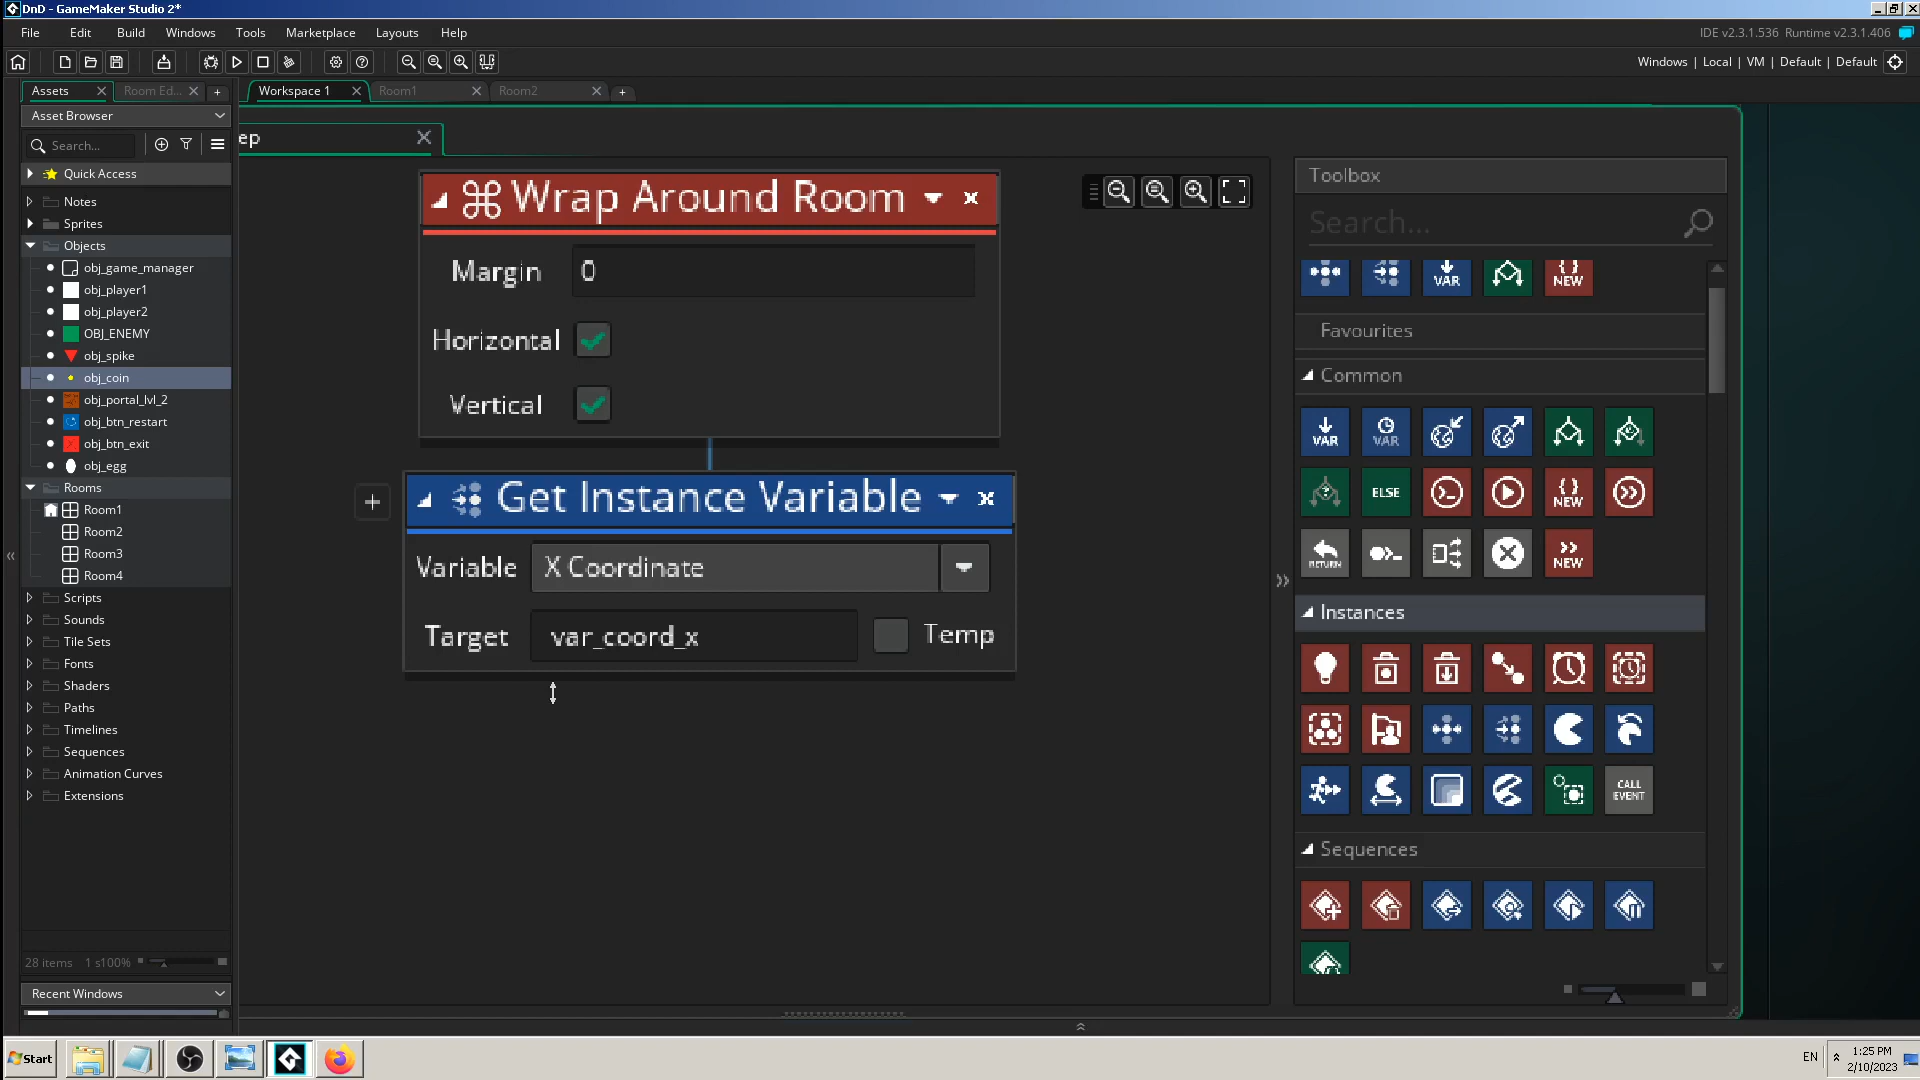 DnD - GameMaker Studio 2*
File Edit Build Windows Tools Marketplace Layouts Help
IDE v2.3.1.536 Runtime v2.3.1.406
Windows | Local | VM | Default | Default
Assets
Room Ed...
Workspace 1
Room1
Room2
Asset Browser
ep
Search...
Quick Access
Notes
Sprites
Objects
obj_game_manager
obj_player1
obj_player2
OBJ_ENEMY
obj_spike
obj_coin
obj_portal_lvl_2
obj_btn_restart
obj_btn_exit
obj_egg
Rooms
Room1
Room2
Room3
Room4
Scripts
Sounds
Tile Sets
Fonts
Shaders
Paths
Timelines
Sequences
Animation Curves
Extensions
28 items 1 s 100%
Recent Windows
Wrap Around Room
Margin 0
Horizontal
Vertical
Get Instance Variable
Variable X Coordinate
Target var_coord_x Temp
Toolbox
Search...
VAR
NEW
Favourites
Common
VAR VAR
ELSE NEW
RETURN NEW
Instances
CALL EVENT
Sequences
Start
EN
1:25 PM
2/10/2023